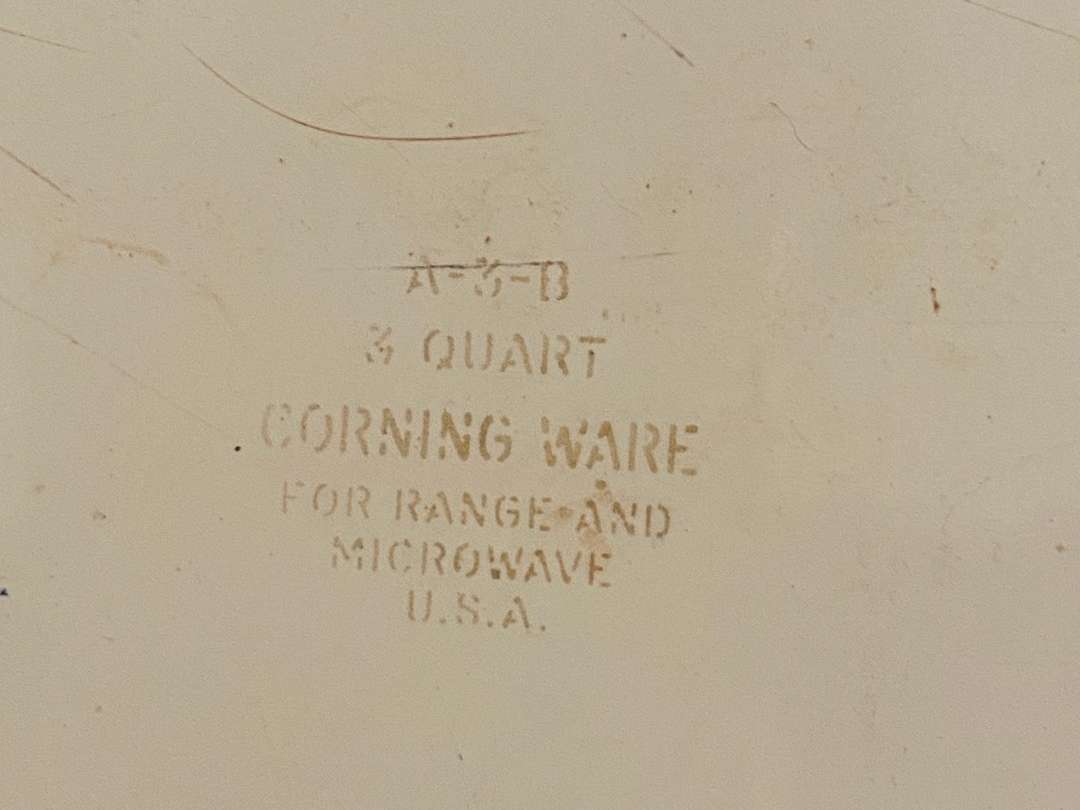 A-3-B
3 QUART
CORNING WARE
FOR RANGE AND
MICROWAVE
U.S.A.